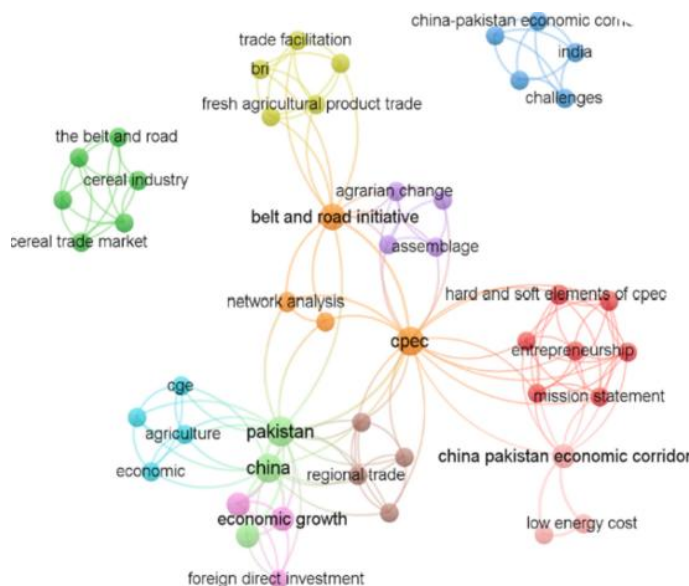 china-pakistan economic corr
trade facilitation
india
bri
fresh agricultural product trade
challenges
the belt and road
cereal industry
agrarian change
belt and road initiative
cereal trade market
assemblage
hard and soft elements of cpec
network analysis
cpec
entrepreneurship
cge
mission statement
pakistan
agriculture
china pakistan economic corridor
china
regional trade
economic
economic growth
low energy cost
foreign direct investment